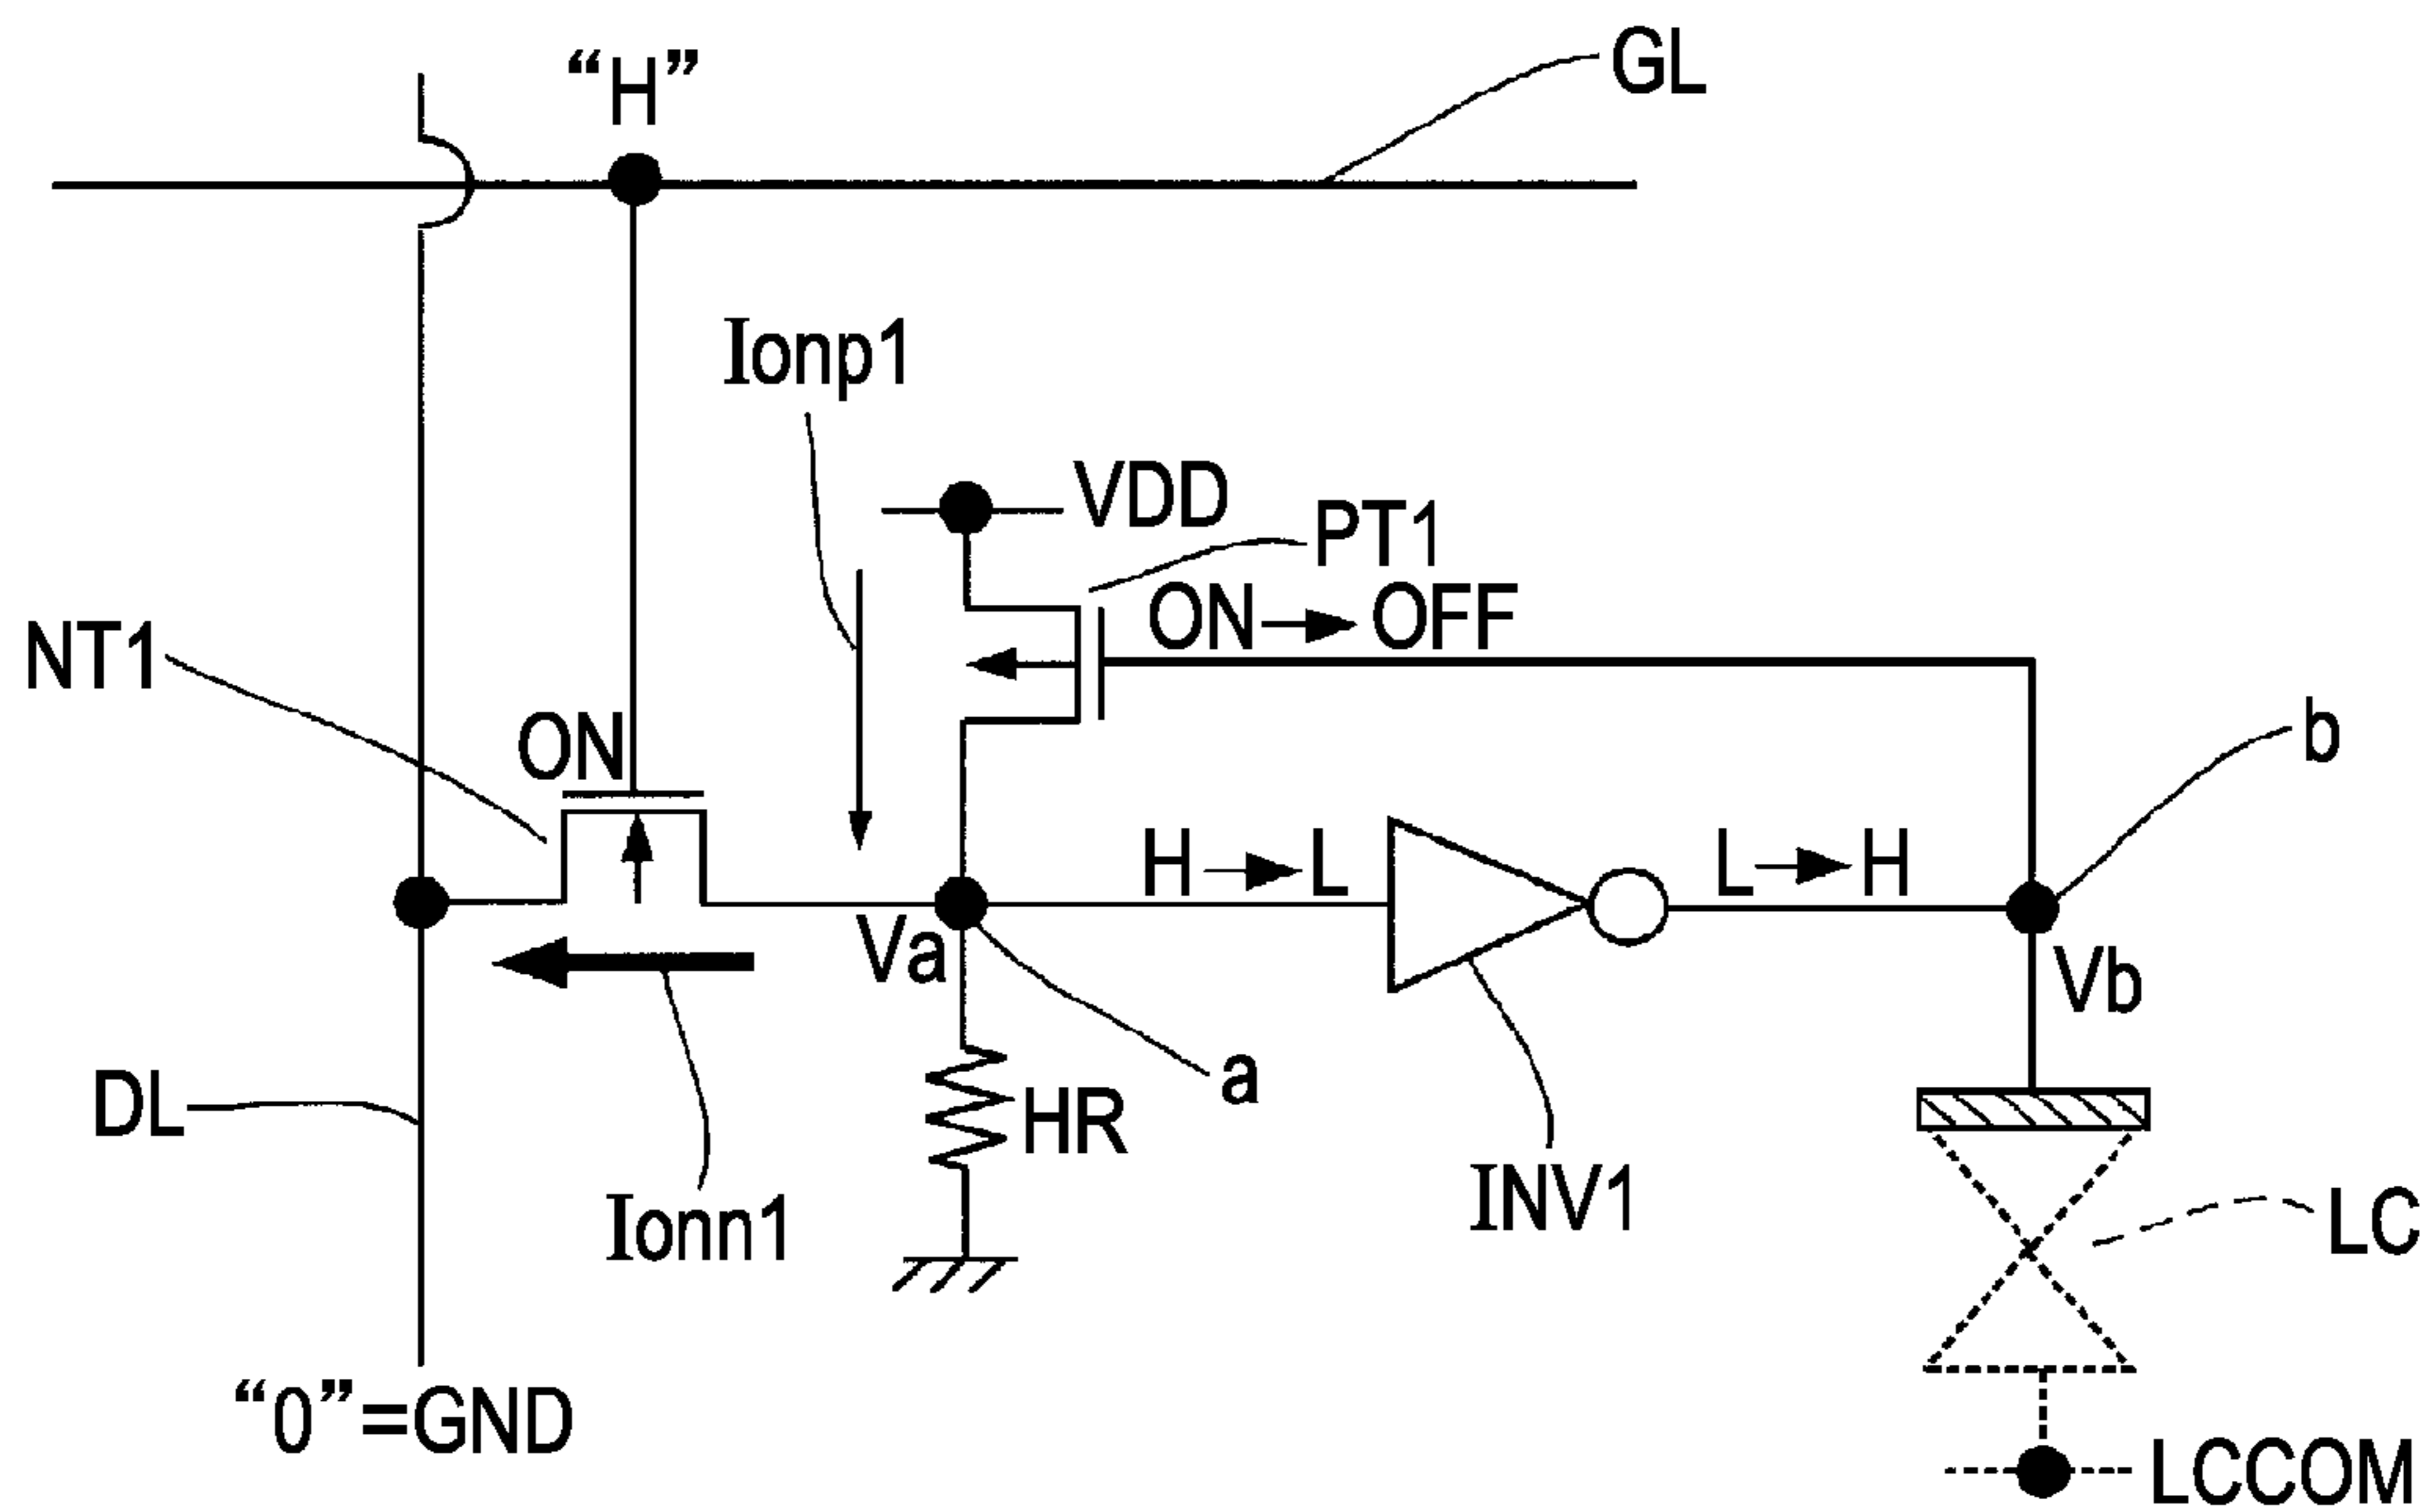 GL
“H”
Ionp1
VDD
PT1
ON → OFF
NT1
ON
b
H → L
L → H
Va
Vb
a
DL
HR
Ionn1
INV1
LC
“0”=GND
LCCOM